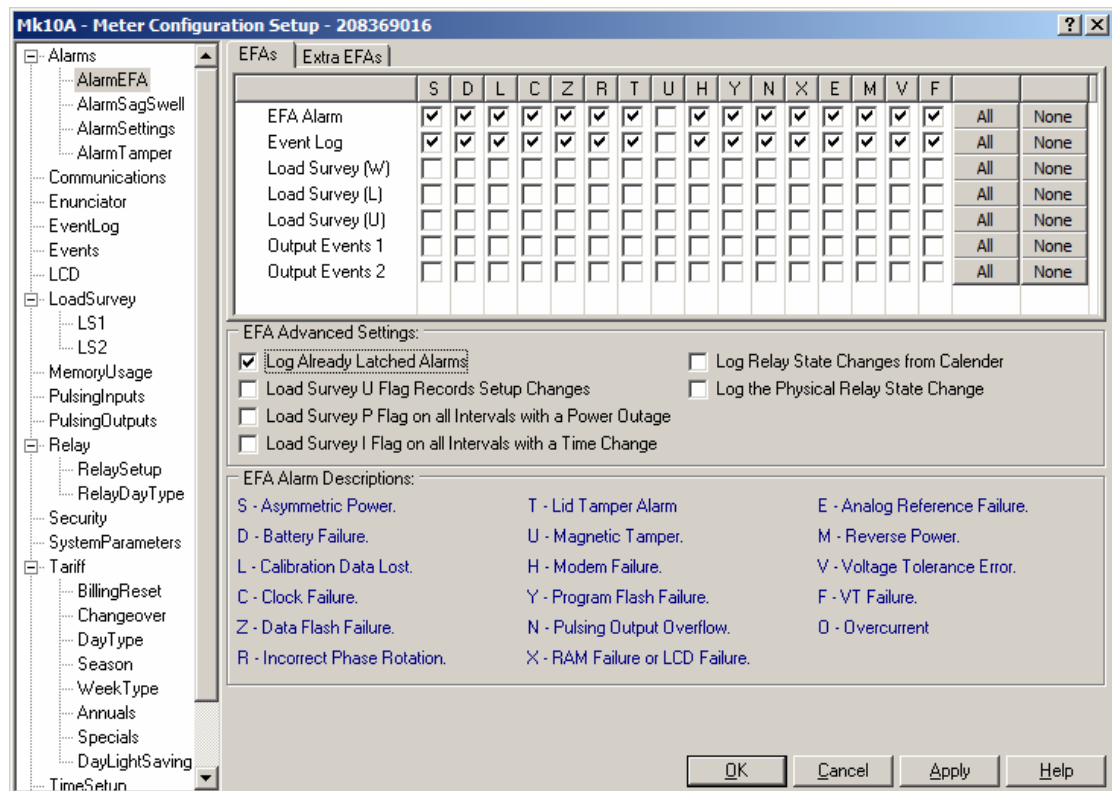 Mk10A - Meter Configuration Setup - 208369016
Alarms
AlarmEFA
AlarmSagSwell
AlarmSettings
AlarmTamper
Communications
Enunciator
EventLog
Events
LCD
LoadSurvey
LS1
LS2
MemoryUsage
PulsingInputs
PulsingOutputs
Relay
RelaySetup
RelayDayType
Security
SystemParameters
Tariff
BillingReset
Changeover
DayType
Season
WeekType
Annuals
Specials
DayLightSaving
TimeSetup
EFAs Extra EFAs
S D L C Z R T U H Y N X E M V F
EFA Alarm All None
Event Log All None
Load Survey (W) All None
Load Survey (L) All None
Load Survey (U) All None
Output Events 1 All None
Output Events 2 All None
EFA Advanced Settings:
Log Already Latched Alarms Log Relay State Changes from Calender
Load Survey U Flag Records Setup Changes Log the Physical Relay State Change
Load Survey P Flag on all Intervals with a Power Outage
Load Survey I Flag on all Intervals with a Time Change
EFA Alarm Descriptions:
S - Asymmetric Power. T - Lid Tamper Alarm E - Analog Reference Failure.
D - Battery Failure. U - Magnetic Tamper. M - Reverse Power.
L - Calibration Data Lost. H - Modem Failure. V - Voltage Tolerance Error.
C - Clock Failure. Y - Program Flash Failure. F - VT Failure.
Z - Data Flash Failure. N - Pulsing Output Overflow. O - Overcurrent
R - Incorrect Phase Rotation. X - RAM Failure or LCD Failure.
OK Cancel Apply Help